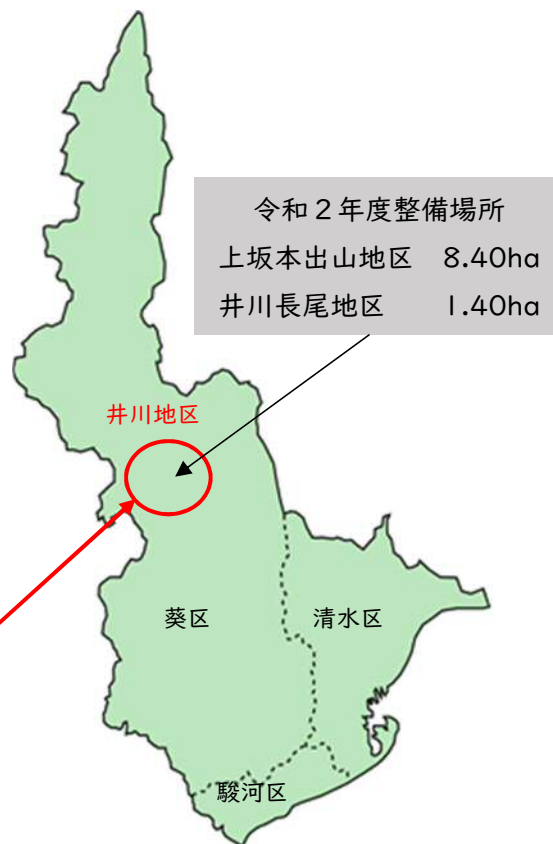 令和２年度整備場所
上坂本出山地区　8.40ha
井川長尾地区　1.40ha
井川地区
葵区　清水区
駿河区